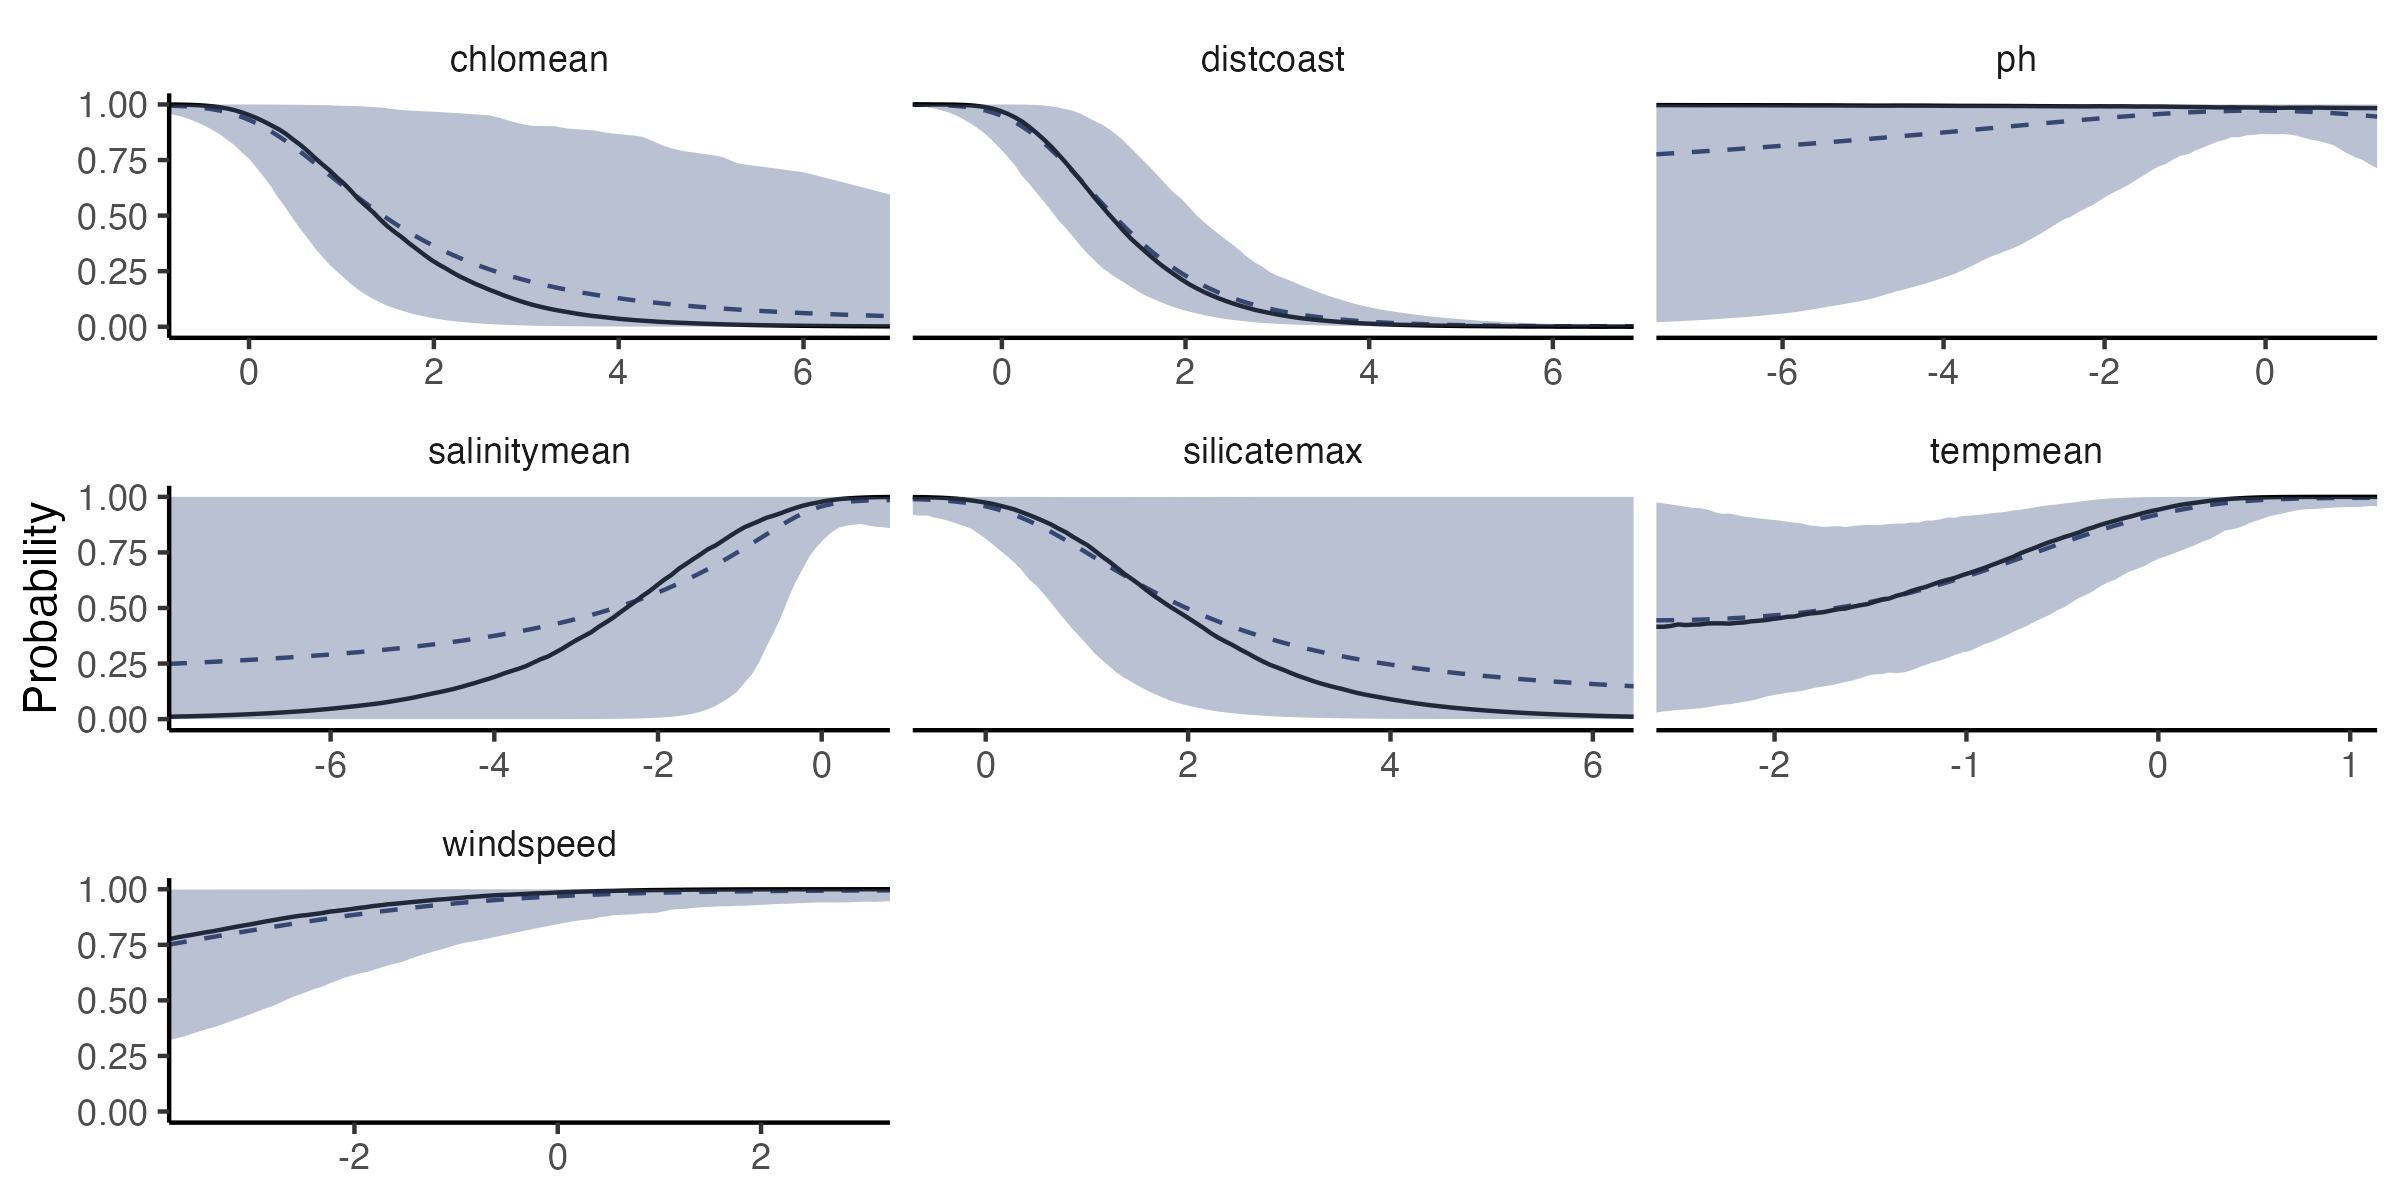 chlomean distcoast ph
1.00
0.75
0.50
0.25
0.00
0 2 4 6 0 2 4 6 -6 -4 -2 0
salinitymean silicatemax tempmean
Probability
1.00
0.75
0.50
0.25
0.00
-6 -4 -2 0 0 2 4 6 -2 -1 0 1
windspeed
1.00
0.75
0.50
0.25
0.00
-2 0 2